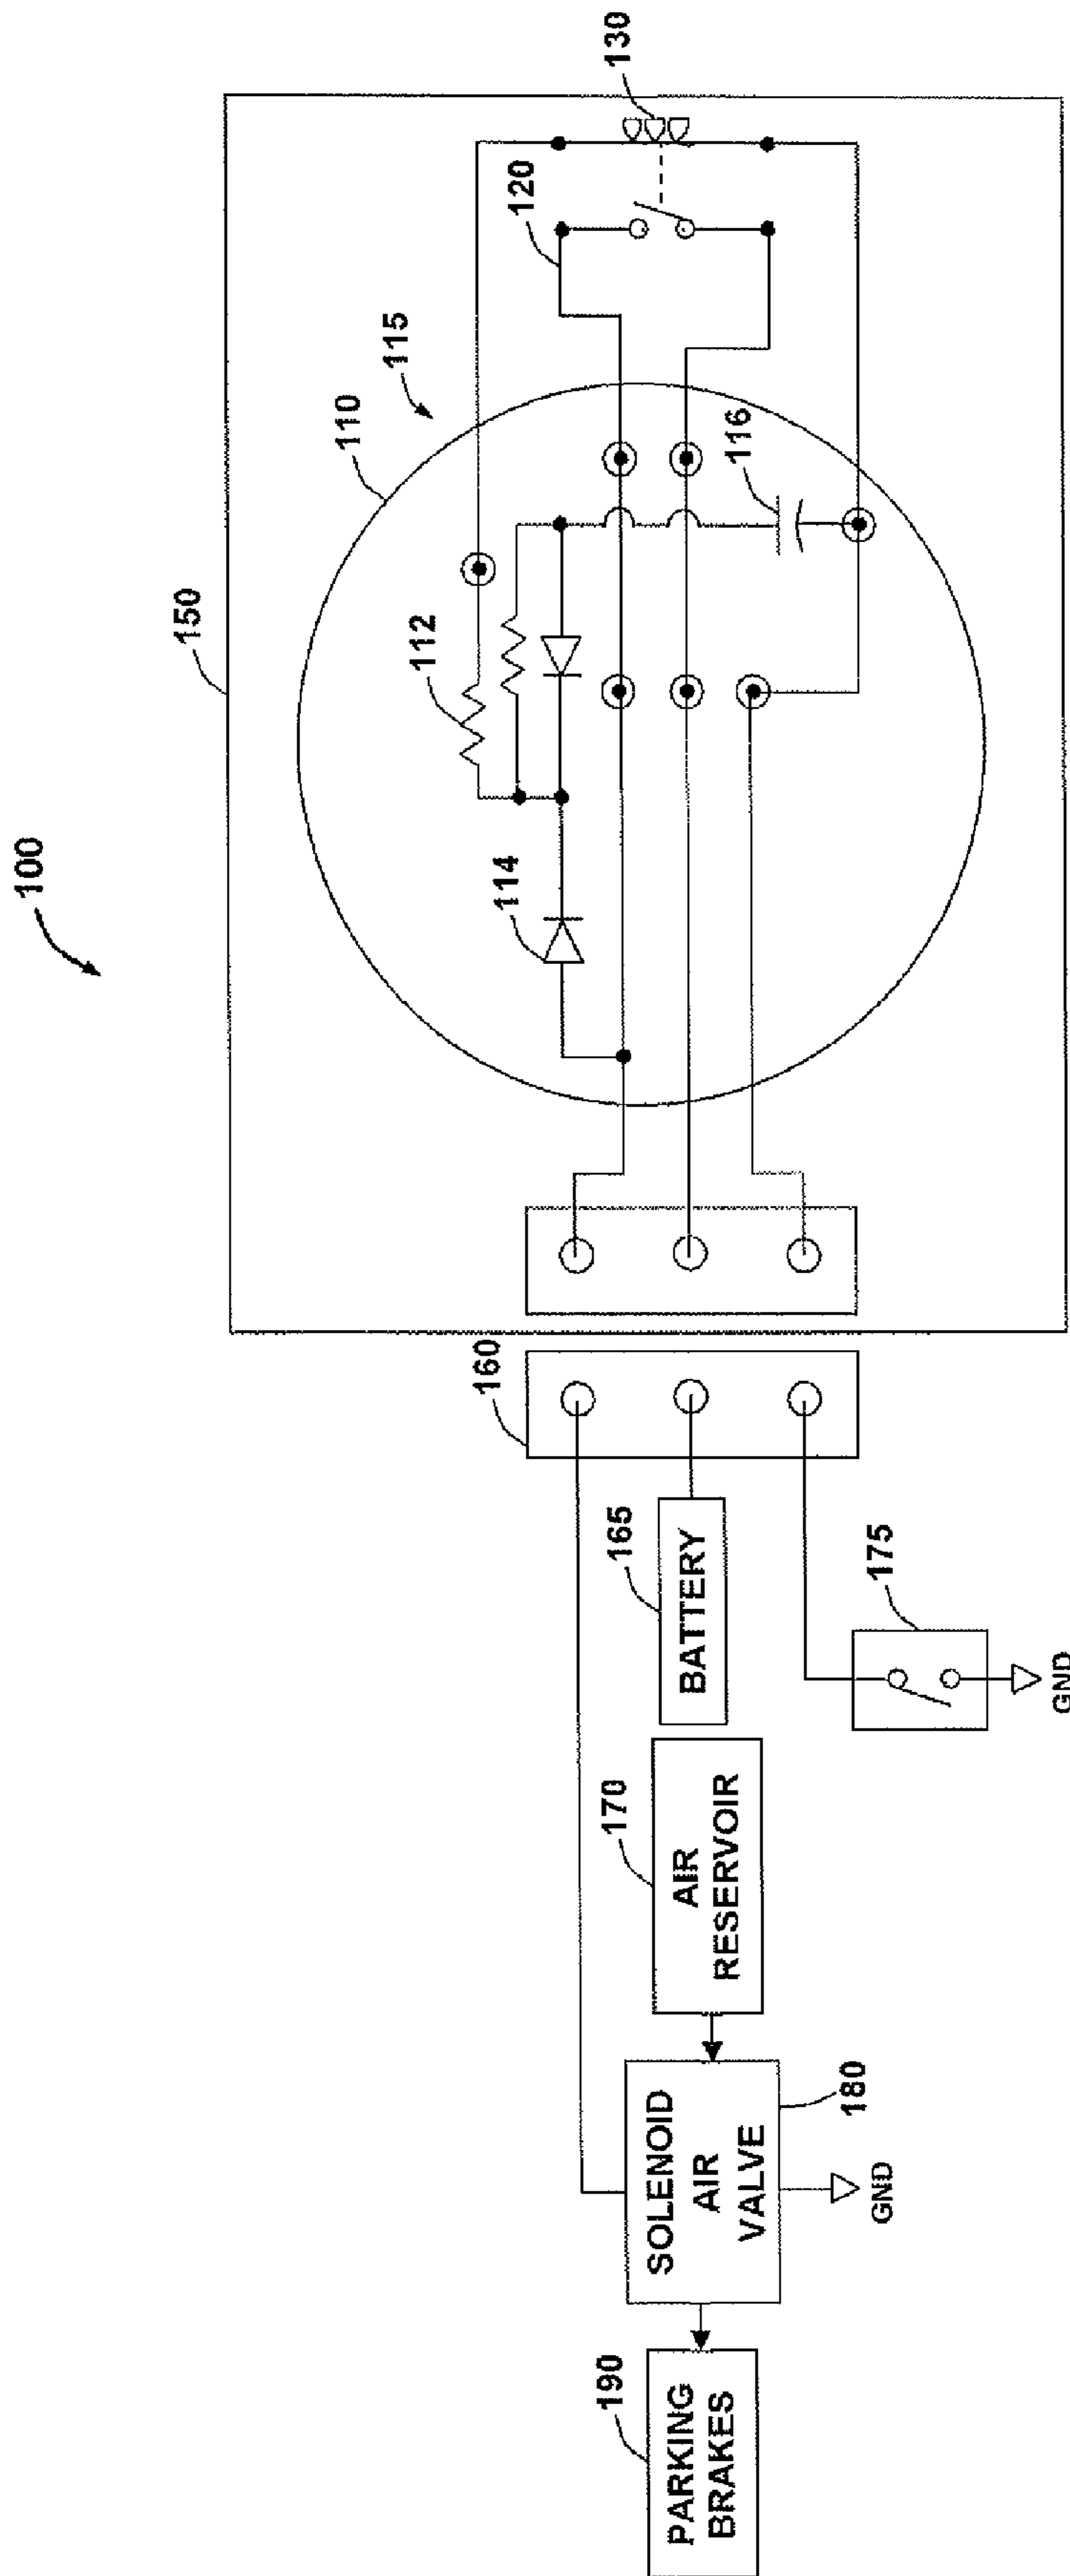 100
150
110
115
120
130
112
114
116
160
165
BATTERY
175
GND
170
AIR
RESERVOIR
SOLENOID
AIR
VALVE
180
GND
190
PARKING
BRAKES